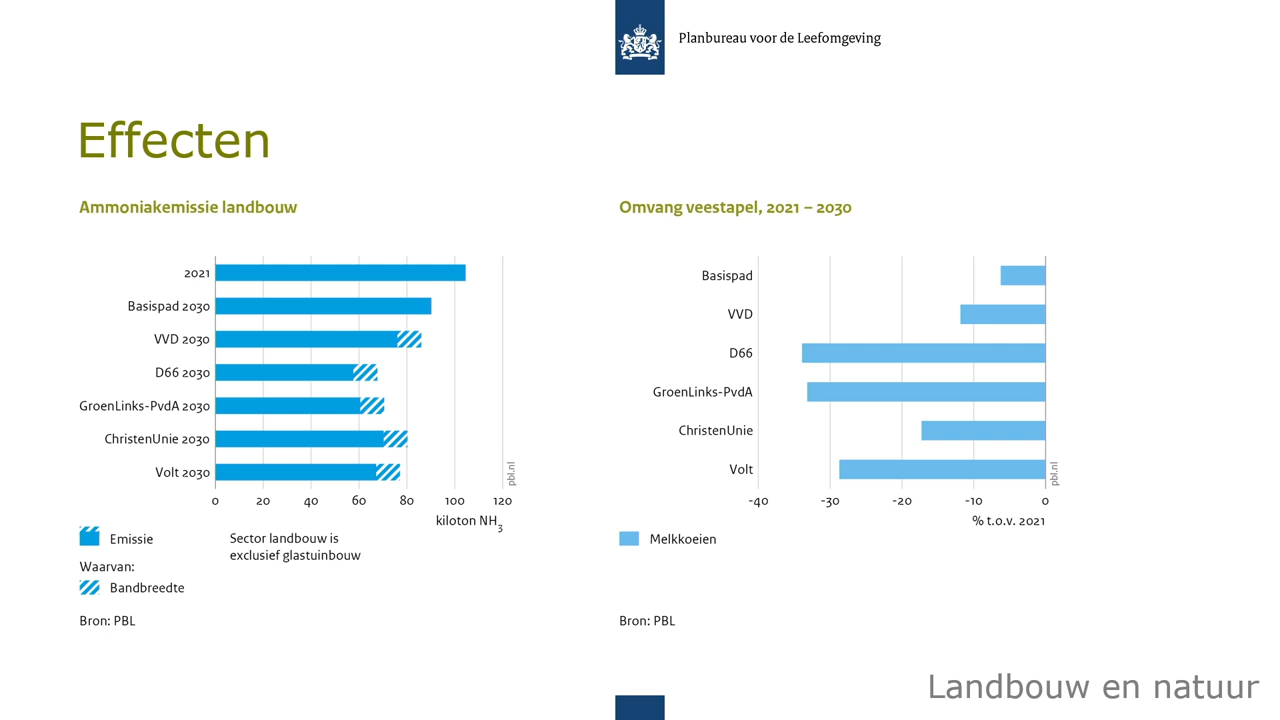 Planbureau voor de Leefomgeving
Effecten
Ammoniakemissie landbouw
2021
Basispad 2030
VVD 2030
D66 2030
GroenLinks-PvdA 2030
ChristenUnie 2030
Volt 2030
0 20 40 60 80 100 120
kiloton NH3
pbl.nl
Emissie
Waarvan:
Bandbreedte
Sector landbouw is
exclusief glastuinbouw
Bron: PBL
Omvang veestapel, 2021 – 2030
Basispad
VVD
D66
GroenLinks-PvdA
ChristenUnie
Volt
-40 -30 -20 -10 0
% t.o.v. 2021
pbl.nl
Melkkoeien
Bron: PBL
Landbouw en natuur